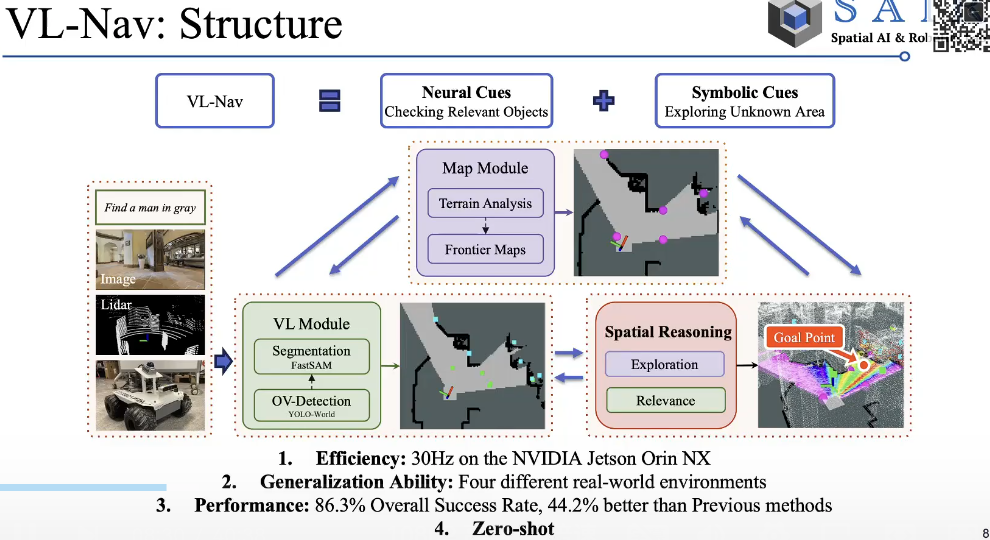 VL-Nav: Structure
Spatial AI & Ro
VL-Nav
Neural Cues
Checking Relevant Objects
Symbolic Cues
Exploring Unknown Area
Find a man in gray
Image
Lidar
Map Module
Terrain Analysis
Frontier Maps
VL Module
Segmentation
FastSAM
OV-Detection
YOLO-World
Spatial Reasoning
Exploration
Relevance
Goal Point
1. Efficiency: 30Hz on the NVIDIA Jetson Orin NX
2. Generalization Ability: Four different real-world environments
3. Performance: 86.3% Overall Success Rate, 44.2% better than Previous methods
4. Zero-shot
8